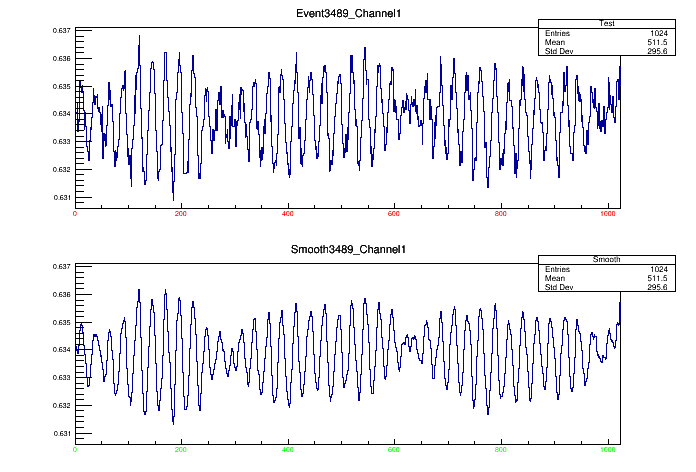 Event3489_Channel1
Test
Entries 1024
Mean 511.5
Std Dev 295.6
0.637
0.636
0.635
0.634
0.633
0.632
0.631
0 200 400 600 800 1000
Smooth3489_Channel1
Smooth
Entries 1024
Mean 511.5
Std Dev 295.6
0.637
0.636
0.635
0.634
0.633
0.632
0.631
0 200 400 600 800 1000